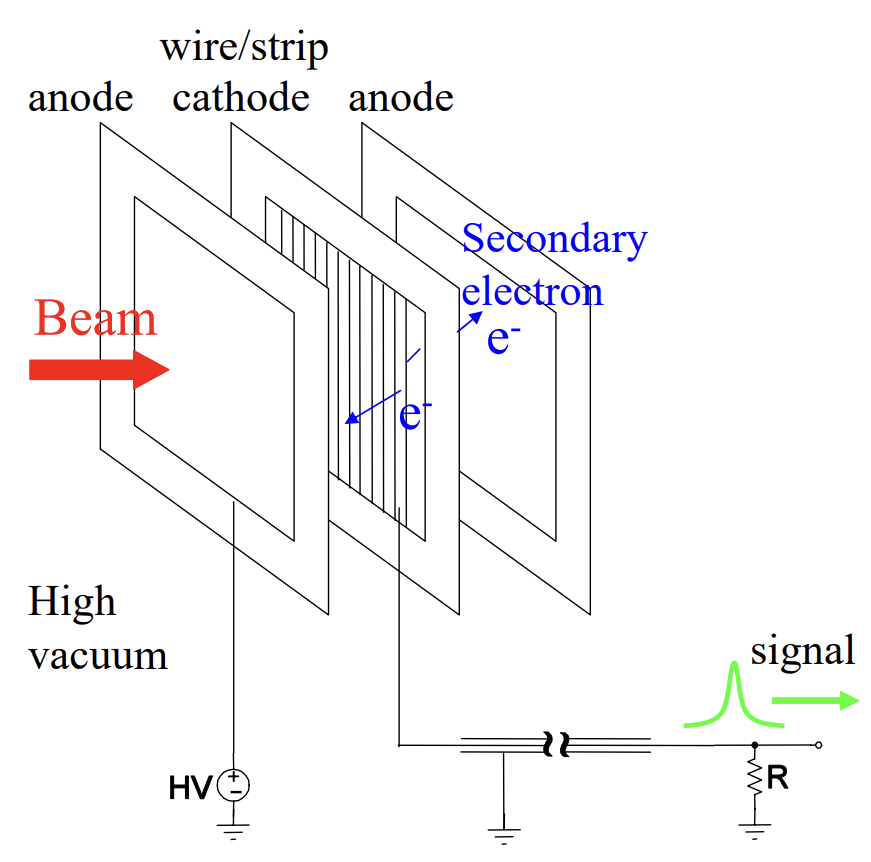 wire/strip
anode cathode anode
Secondary
electron
e-
Beam
e-
High
vacuum
signal
HV
+
−
R